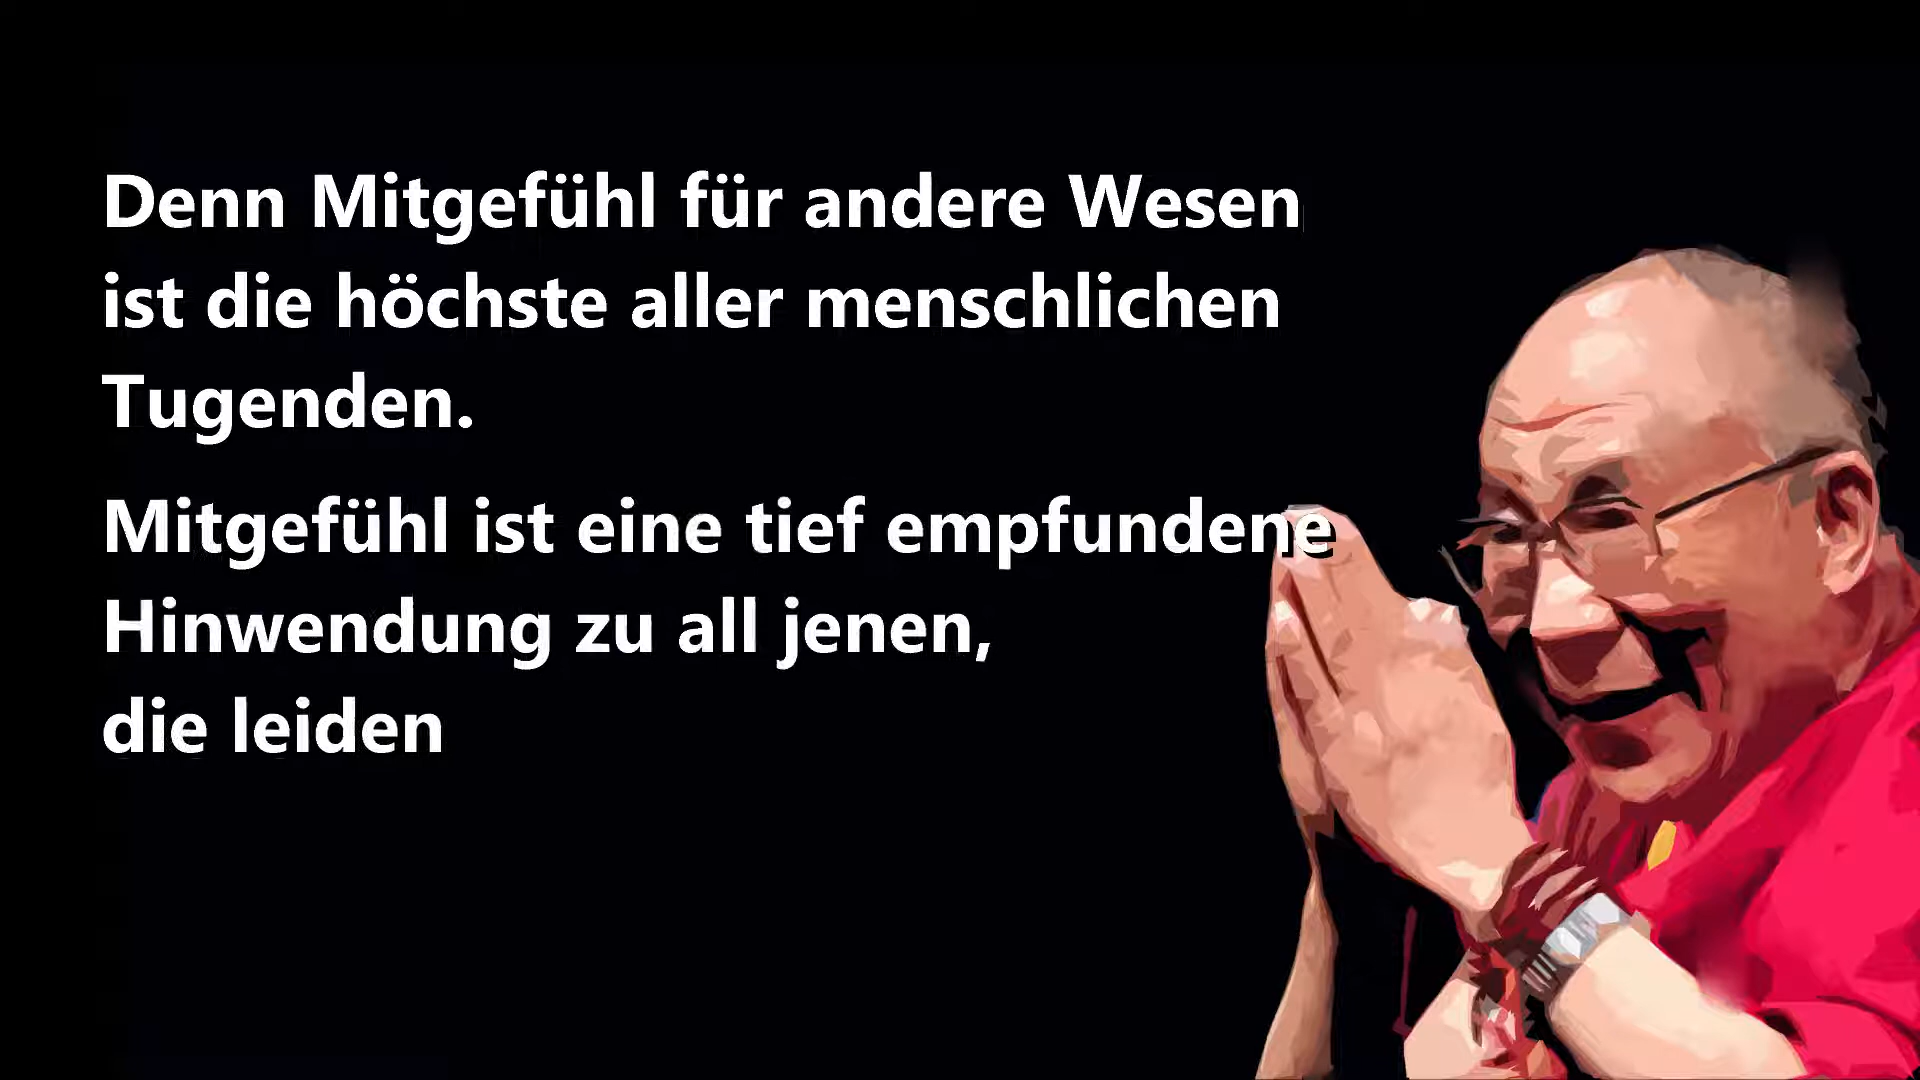 Denn Mitgefühl für andere Wesen
ist die höchste aller menschlichen
Tugenden.
Mitgefühl ist eine tief empfundene
Hinwendung zu all jenen,
die leiden